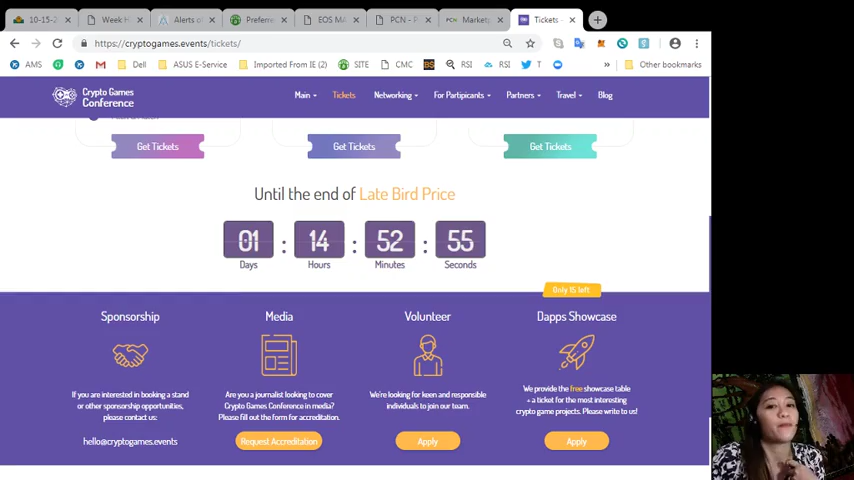 10-15-2
Week H
Alerts o
Preferre
EOS MA
PCN - P
Marketp
Tickets -
https://cryptogames.events/tickets/
AMS
Dell
ASUS E-Service
Imported From IE (2)
SITE
CMC
BS
RSI
RSI
T
»
Other bookmarks
Crypto Games
Conference
Main
Tickets
Networking
For Partipicants
Partners
Travel
Blog
Get Tickets
Get Tickets
Get Tickets
Until the end of Late Bird Price
01 : 14 : 52 : 55
Days
Hours
Minutes
Seconds
Only 15 left
Sponsorship
If you are interested in booking a stand
or other sponsorship opportunities,
please contact us:
hello@cryptogames.events
Media
Are you a journalist looking to cover
Crypto Games Conference in media?
Please fill out the form for accreditation.
Request Accreditation
Volunteer
We're looking for keen and responsible
individuals to join our team.
Apply
Dapps Showcase
We provide the free showcase table
+ a ticket for the most interesting
crypto game projects. Please write to us!
Apply